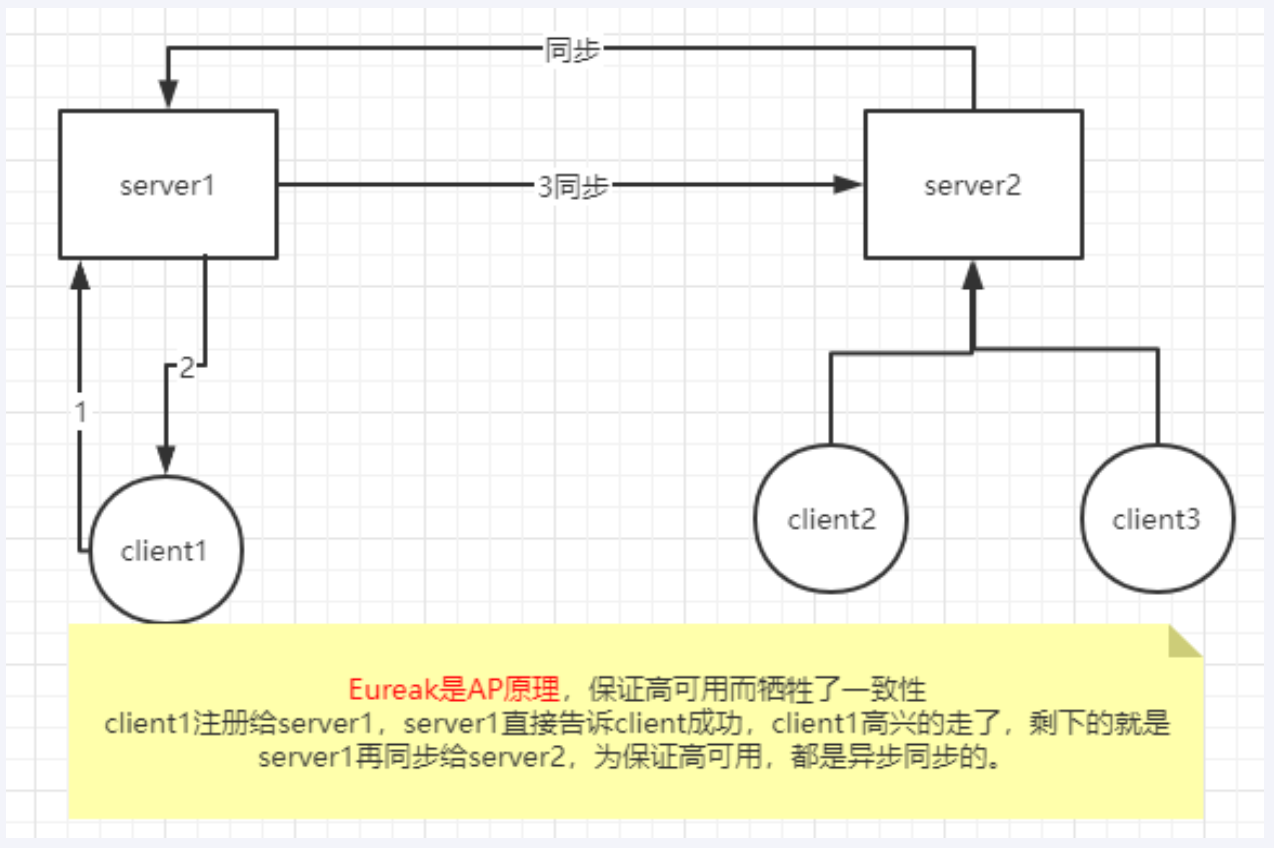 同步
server1
3同步
server2
2
1
client1
client2
client3
Eureak是AP原理，保证高可用而牺牲了一致性
client1注册给server1，server1直接告诉client成功，client1高兴的走了，剩下的就是
server1再同步给server2，为保证高可用，都是异步同步的。